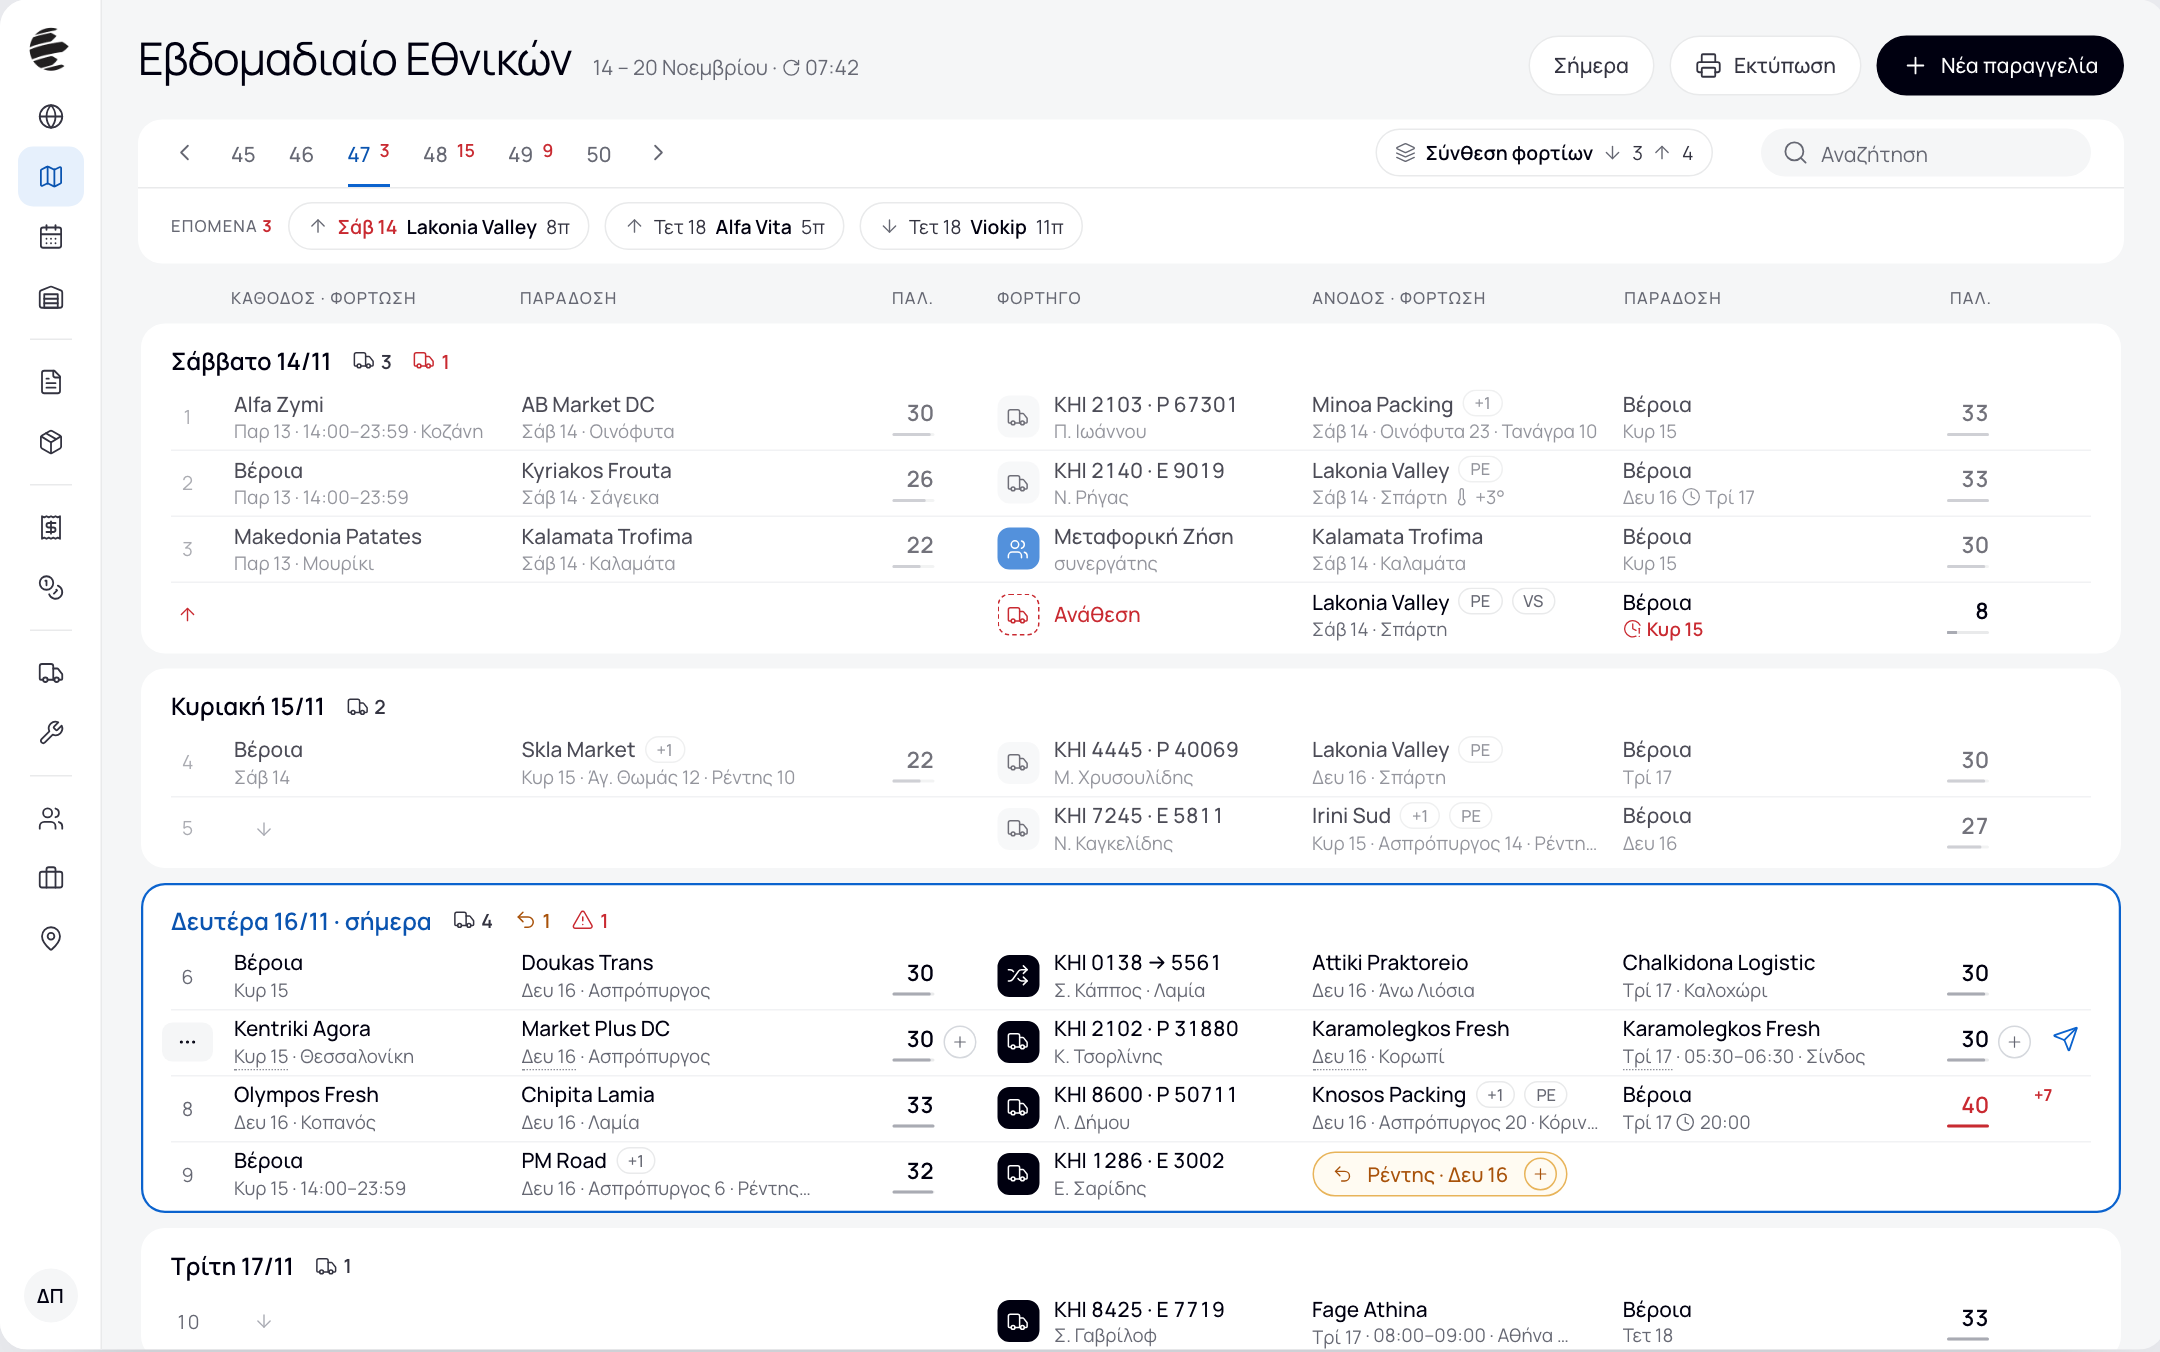 Εβδομαδιαίο Εθνικών 14 – 20 Νοεμβρίου · 07:42
Σήμερα Εκτύπωση Νέα παραγγελία
45 46 47 3 48 15 49 9 50
Σύνθεση φορτίων ↓ 3 ↑ 4
Αναζήτηση
ΕΠΟΜΕΝΑ 3 ↑ Σάβ 14 Lakonia Valley 8π ↑ Τετ 18 Alfa Vita 5π ↓ Τετ 18 Viokip 11π
ΚΑΘΟΔΟΣ · ΦΟΡΤΩΣΗ ΠΑΡΑΔΟΣΗ ΠΑΛ. ΦΟΡΤΗΓΟ ΑΝΟΔΟΣ · ΦΟΡΤΩΣΗ ΠΑΡΑΔΟΣΗ ΠΑΛ.
Σάββατο 14/11 3 1
1 Alfa Zymi AB Market DC 30 ΚΗΙ 2103 · Ρ 67301 Minoa Packing +1 Βέροια 33
Παρ 13 · 14:00–23:59 · Κοζάνη Σάβ 14 · Οινόφυτα Π. Ιωάννου Σάβ 14 · Οινόφυτα 23 · Τανάγρα 10 Κυρ 15
2 Βέροια Kyriakos Frouta 26 ΚΗΙ 2140 · Ε 9019 Lakonia Valley PE Βέροια 33
Παρ 13 · 14:00–23:59 Σάβ 14 · Σάγεικα Ν. Ρήγας Σάβ 14 · Σπάρτη +3° Δευ 16 Τρί 17
3 Makedonia Patates Kalamata Trofima 22 Μεταφορική Ζήση Kalamata Trofima Βέροια 30
Παρ 13 · Μουρίκι Σάβ 14 · Καλαμάτα συνεργάτης Σάβ 14 · Καλαμάτα Κυρ 15
↑ Ανάθεση Lakonia Valley PE VS Βέροια 8
Σάβ 14 · Σπάρτη Κυρ 15
Κυριακή 15/11 2
4 Βέροια Skla Market +1 22 ΚΗΙ 4445 · Ρ 40069 Lakonia Valley PE Βέροια 30
Σάβ 14 Κυρ 15 · Άγ. Θωμάς 12 · Ρέντης 10 Μ. Χρυσουλίδης Δευ 16 · Σπάρτη Τρί 17
5 ↓ ΚΗΙ 7245 · Ε 5811 Irini Sud +1 PE Βέροια 27
Ν. Καγκελίδης Κυρ 15 · Ασπρόπυργος 14 · Ρέντη... Δευ 16
Δευτέρα 16/11 · σήμερα 4 1 1
6 Βέροια Doukas Trans 30 ΚΗΙ 0138 → 5561 Attiki Praktoreio Chalkidona Logistic 30
Κυρ 15 Δευ 16 · Ασπρόπυργος Σ. Κάππος · Λαμία Δευ 16 · Άνω Λιόσια Τρί 17 · Καλοχώρι
... Kentriki Agora Market Plus DC 30 + ΚΗΙ 2102 · Ρ 31880 Karamolegkos Fresh Karamolegkos Fresh 30 +
Κυρ 15 · Θεσσαλονίκη Δευ 16 · Ασπρόπυργος Κ. Τσορλίνης Δευ 16 · Κορωπί Τρί 17 · 05:30–06:30 · Σίνδος
8 Olympos Fresh Chipita Lamia 33 ΚΗΙ 8600 · Ρ 50711 Knosos Packing +1 PE Βέροια 40 +7
Δευ 16 · Κοπανός Δευ 16 · Λαμία Λ. Δήμου Δευ 16 · Ασπρόπυργος 20 · Κόριν... Τρί 17 20:00
9 Βέροια PM Road +1 32 ΚΗΙ 1286 · Ε 3002 Ρέντης · Δευ 16 +
Κυρ 15 · 14:00–23:59 Δευ 16 · Ασπρόπυργος 6 · Ρέντης... Ε. Σαρίδης
Τρίτη 17/11 1
10 ↓ ΚΗΙ 8425 · Ε 7719 Fage Athina Βέροια 33
Σ. Γαβρίλοφ Τρί 17 · 08:00–09:00 · Αθήνα ... Τετ 18
ΔΠ